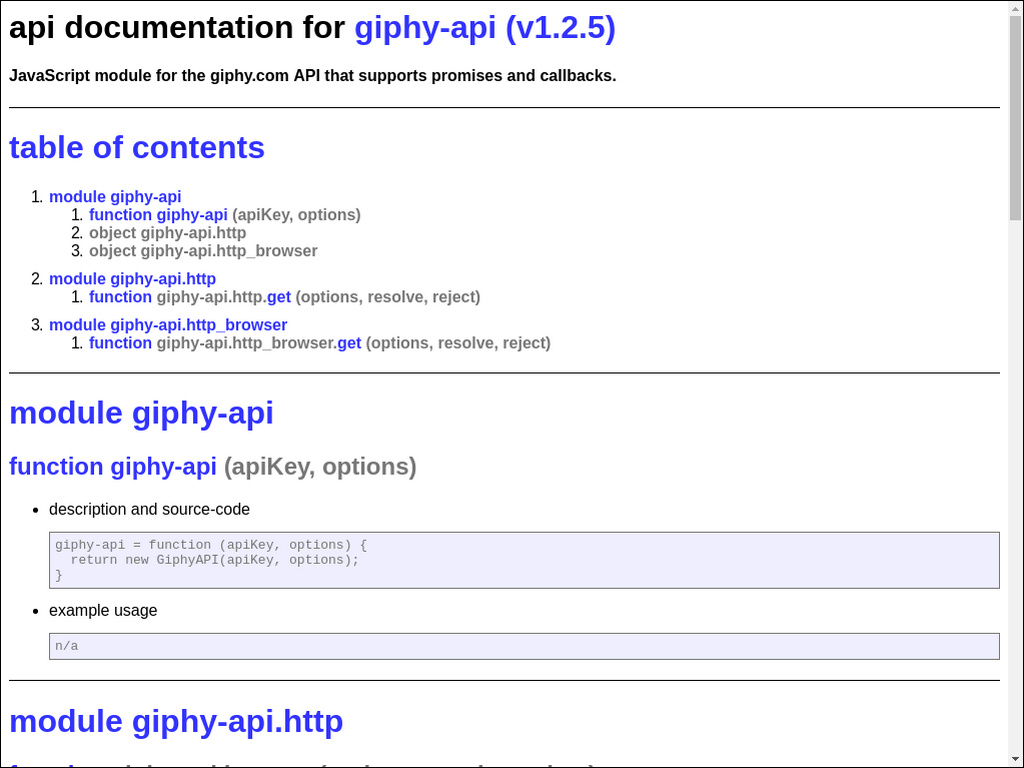 api documentation for giphy-api (v1.2.5)
JavaScript module for the giphy.com API that supports promises and callbacks.
table of contents
1. module giphy-api
1. function giphy-api (apiKey, options)
2. object giphy-api.http
3. object giphy-api.http_browser
2. module giphy-api.http
1. function giphy-api.http.get (options, resolve, reject)
3. module giphy-api.http_browser
1. function giphy-api.http_browser.get (options, resolve, reject)
module giphy-api
function giphy-api (apiKey, options)
• description and source-code
giphy-api = function (apiKey, options) {
  return new GiphyAPI(apiKey, options);
}
• example usage
n/a
module giphy-api.http